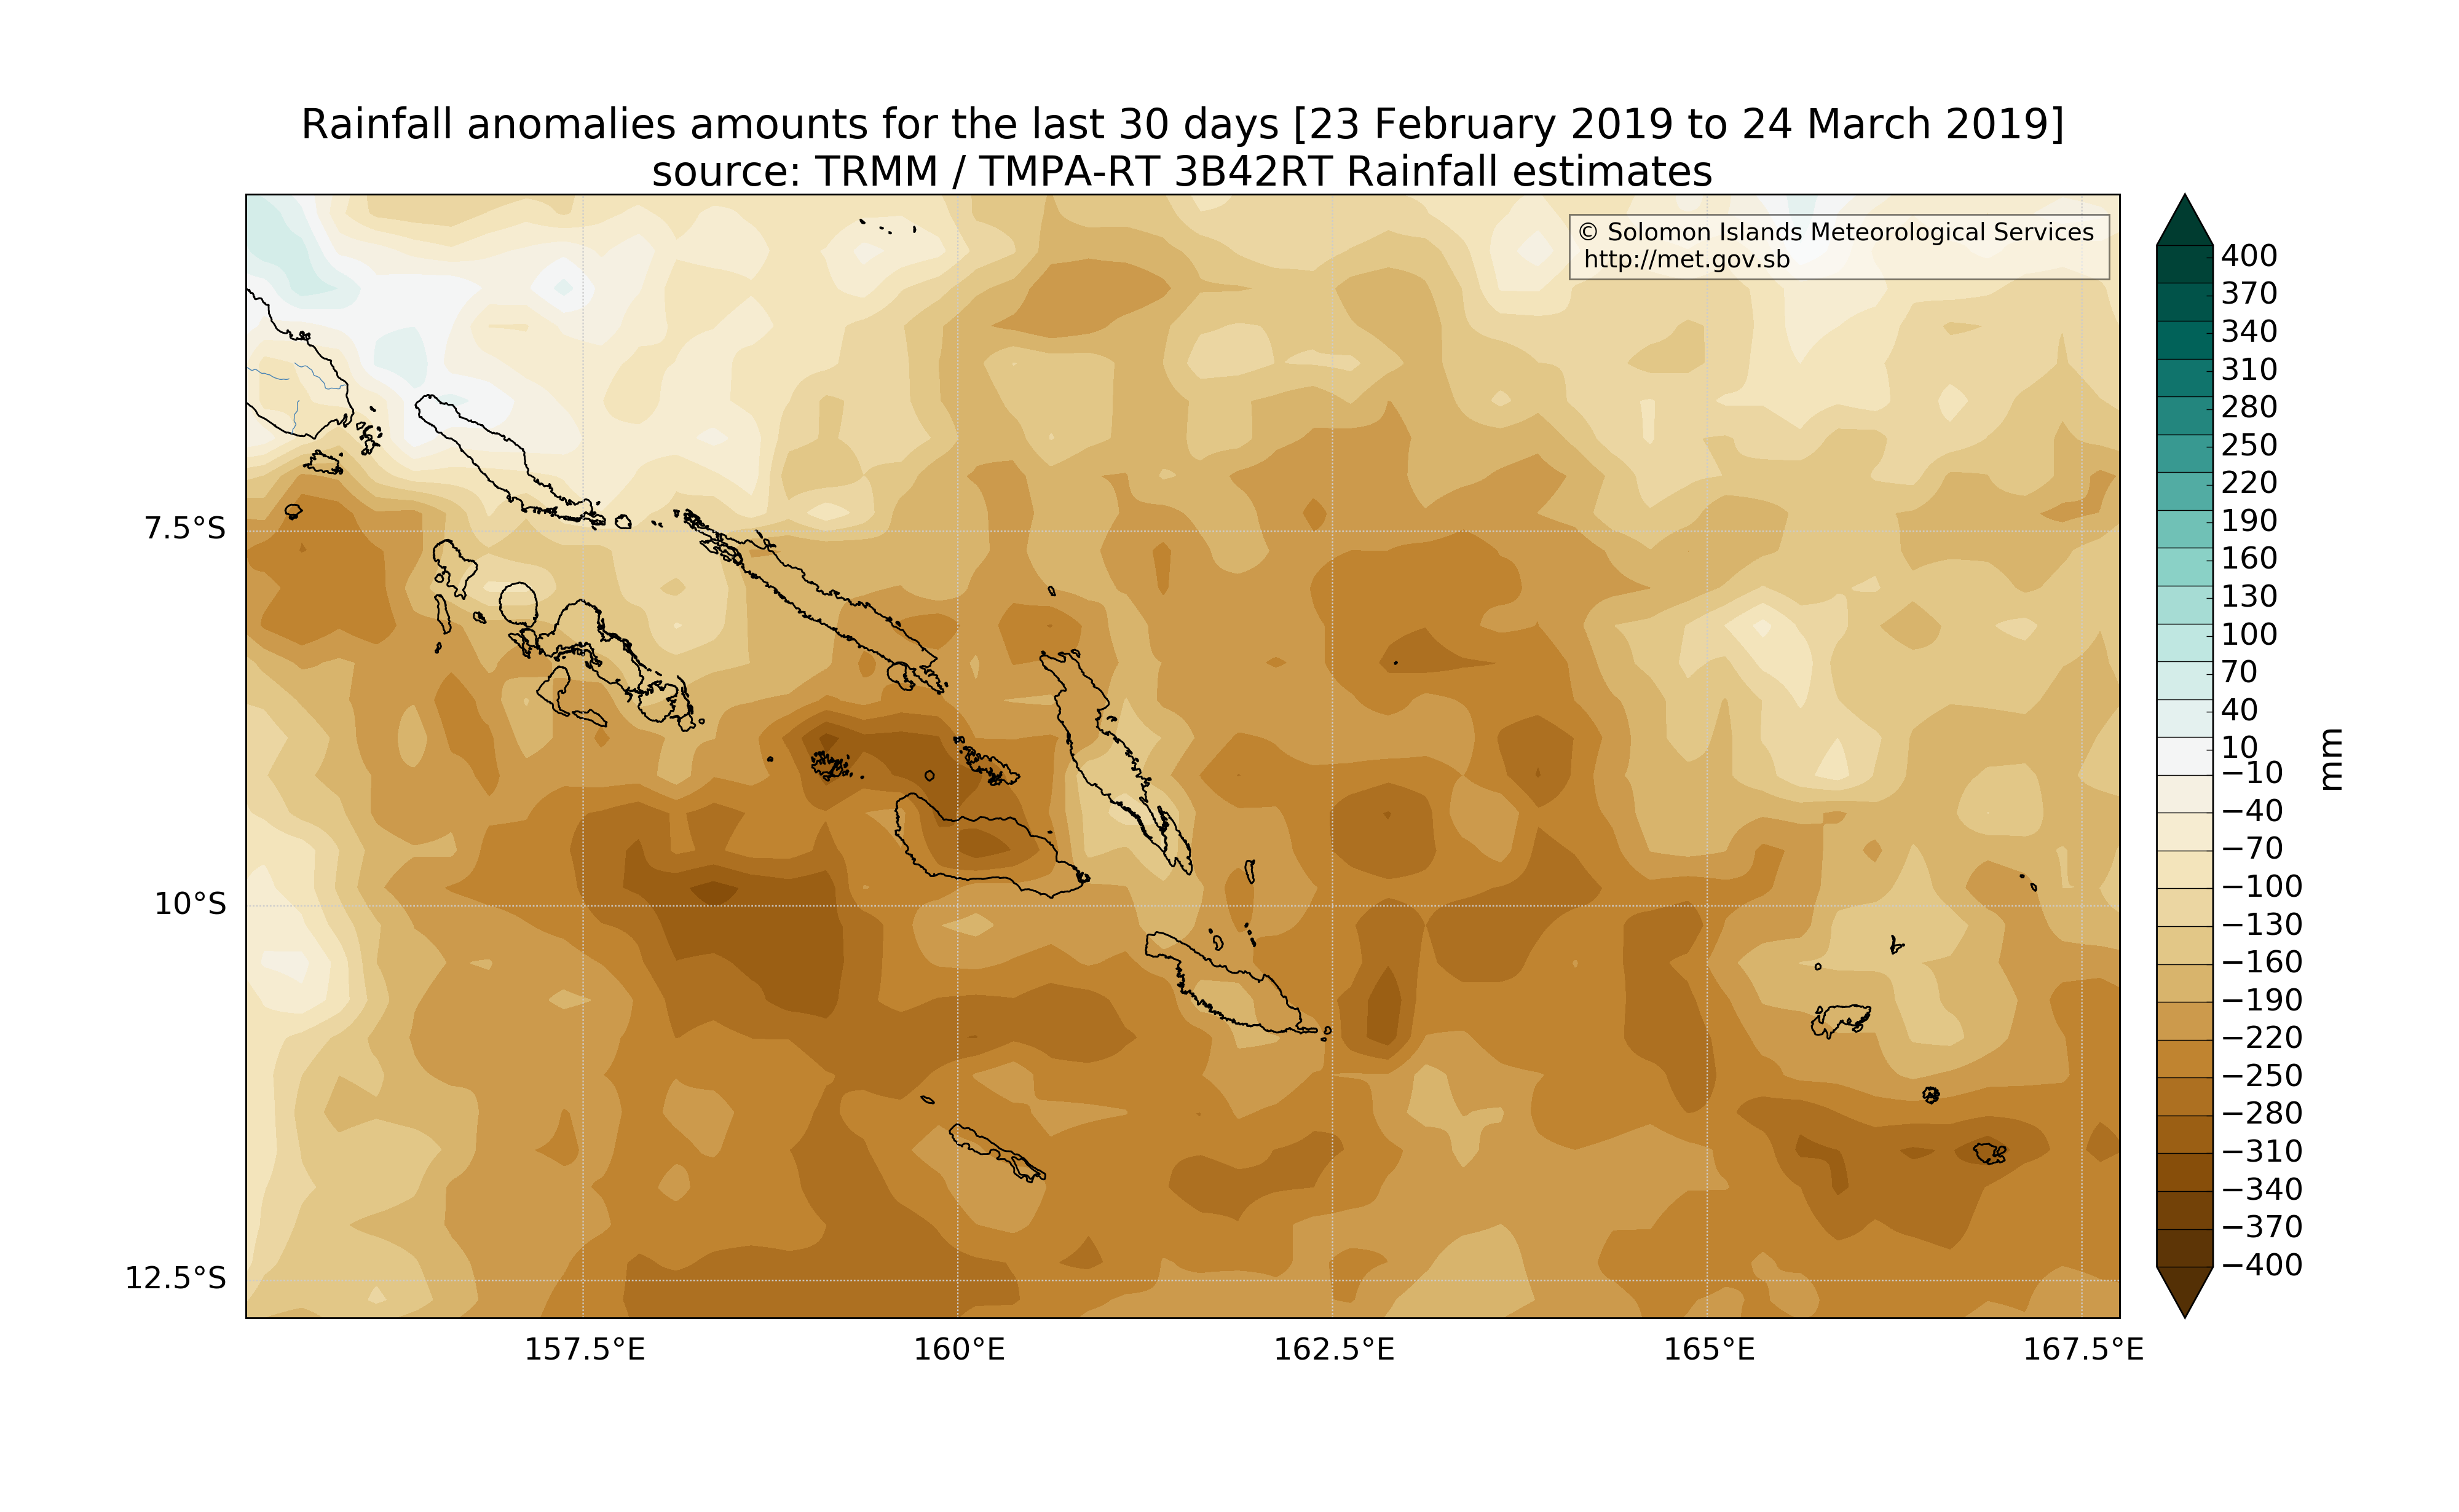 Rainfall anomalies amounts for the last 30 days [23 February 2019 to 24 March 2019]
source: TRMM / TMPA-RT 3B42RT Rainfall estimates
© Solomon Islands Meteorological Services
http://met.gov.sb
7.5°S
10°S
12.5°S
157.5°E
160°E
162.5°E
165°E
167.5°E
400
370
340
310
280
250
220
190
160
130
100
70
40
10
−10
−40
−70
−100
−130
−160
−190
−220
−250
−280
−310
−340
−370
−400
mm